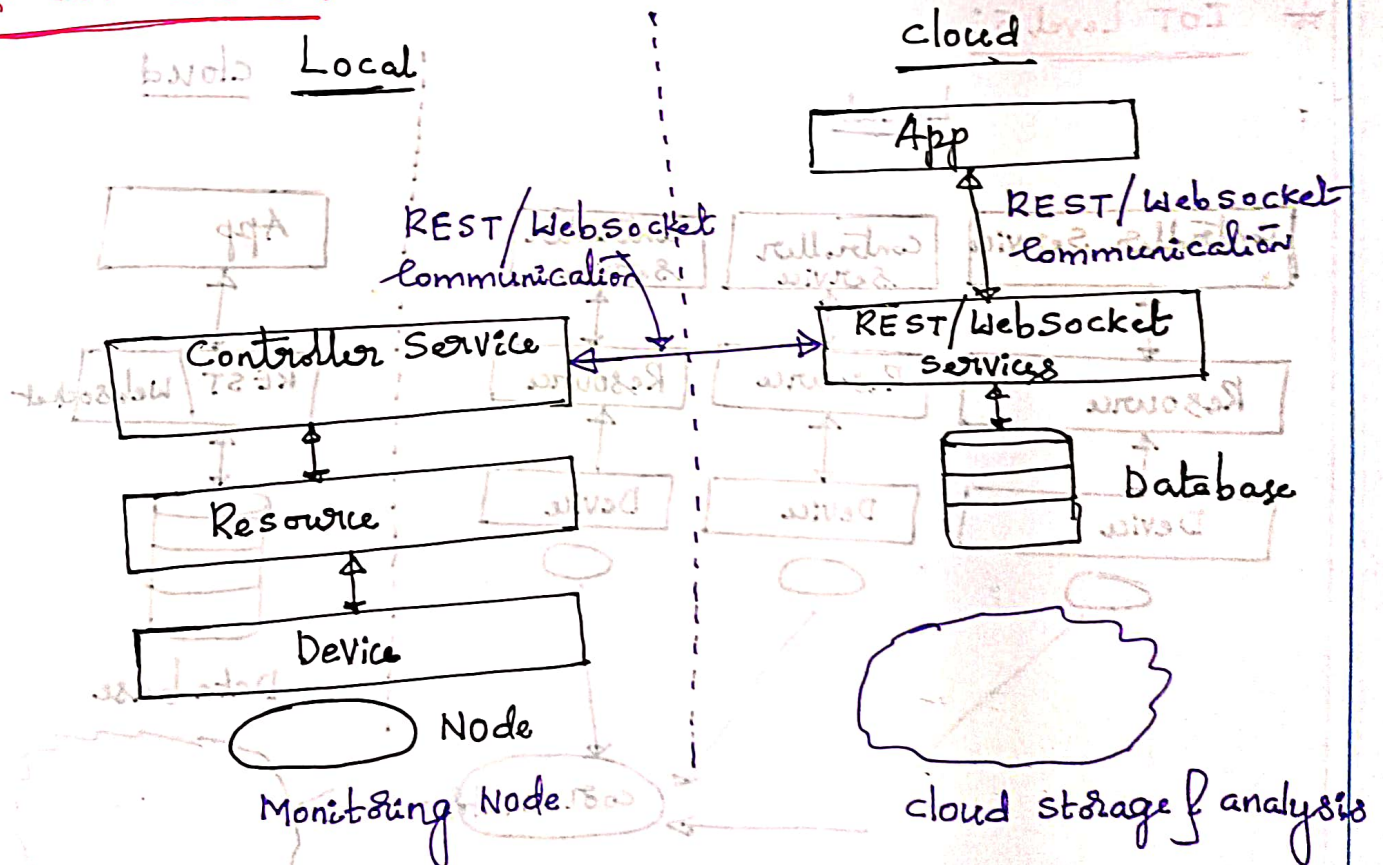 Local
cloud
App
REST/Websocket
Communication
REST/Websocket
Communication
Controller Service
REST/WebSocket
services
Resource
Database
Device
Node
Monitoring Node.
cloud storage & analysis